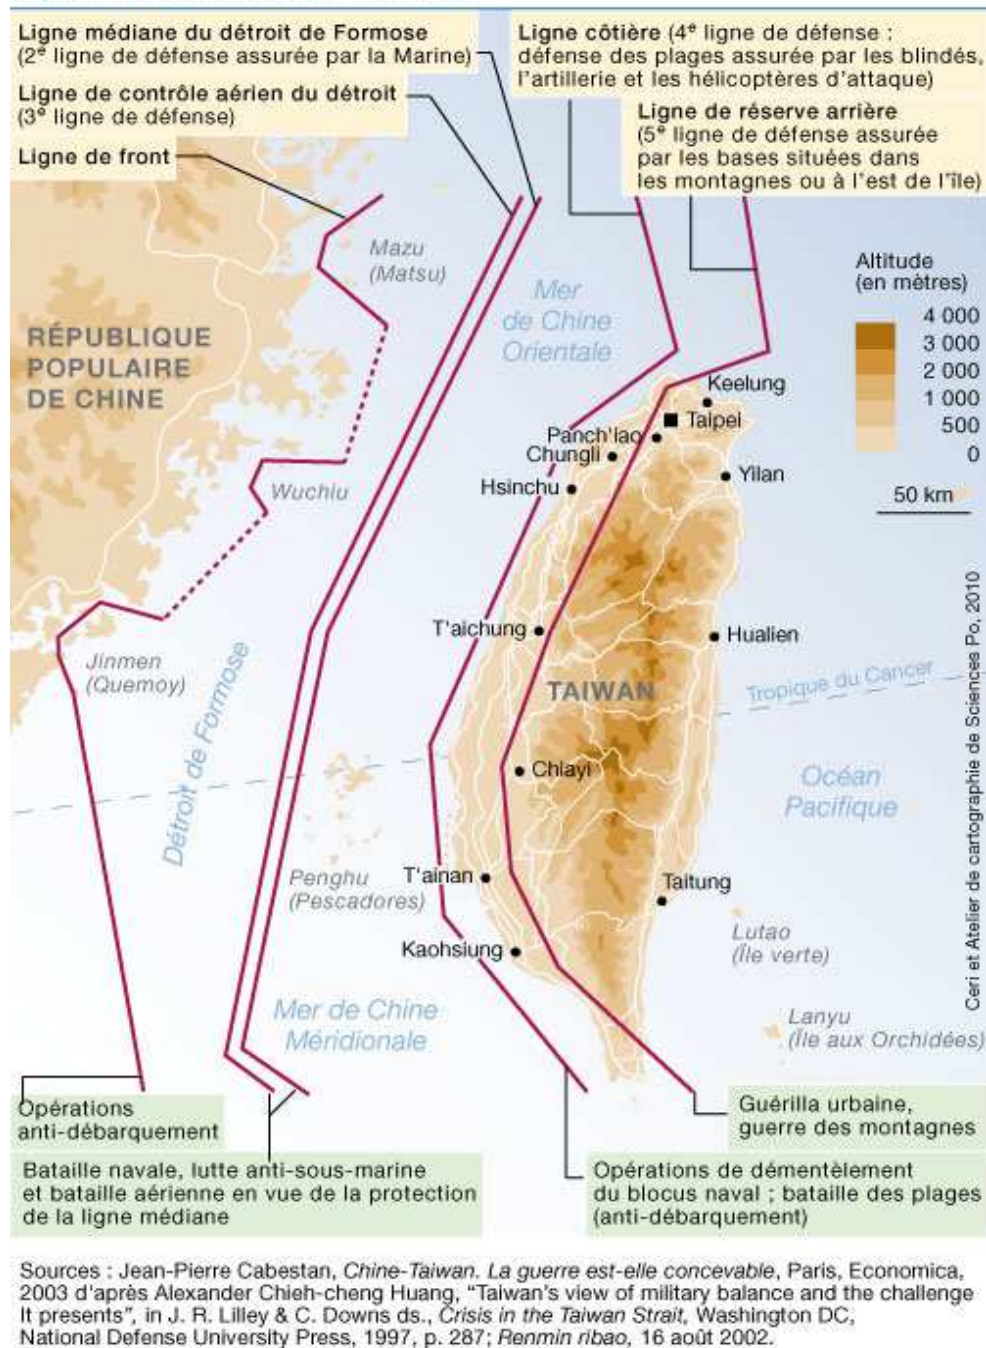 Ligne médiane du détroit de Formose
(2e ligne de défense assurée par la Marine)
Ligne de contrôle aérien du détroit
(3e ligne de défense)
Ligne de front
Ligne côtière (4e ligne de défense :
défense des plages assurée par les blindés,
l'artillerie et les hélicoptères d'attaque)
Ligne de réserve arrière
(5e ligne de défense assurée
par les bases situées dans
les montagnes ou à l'est de l'île)
Mazu
(Matsu)
Mer
de Chine
Orientale
Altitude
(en mètres)
4 000
3 000
2 000
1 000
500
0
50 km
RÉPUBLIQUE
POPULAIRE
DE CHINE
Keelung
Taipei
Panch'lao
Chungli
Yilan
Hsinchu
Wuchiu
T'aichung
Hualien
Jinmen
(Quemoy)
TAIWAN
Tropique du Cancer
Détroit de Formose
Chiayi
Océan
Pacifique
Penghu
(Pescadores)
T'ainan
Taitung
Kaohsiung
Lutao
(Île verte)
Mer de Chine
Méridionale
Lanyu
(Île aux Orchidées)
Ceri et Atelier de cartographie de Sciences Po, 2010
Opérations
anti-débarquement
Guérilla urbaine,
guerre des montagnes
Bataille navale, lutte anti-sous-marine
et bataille aérienne en vue de la protection
de la ligne médiane
Opérations de démentèlement
du blocus naval ; bataille des plages
(anti-débarquement)
Sources : Jean-Pierre Cabestan, Chine-Taiwan. La guerre est-elle concevable, Paris, Economica,
2003 d'après Alexander Chieh-cheng Huang, "Taiwan's view of military balance and the challenge
It presents", in J. R. Lilley & C. Downs ds., Crisis in the Taiwan Strait, Washington DC,
National Defense University Press, 1997, p. 287; Renmin ribao, 16 août 2002.